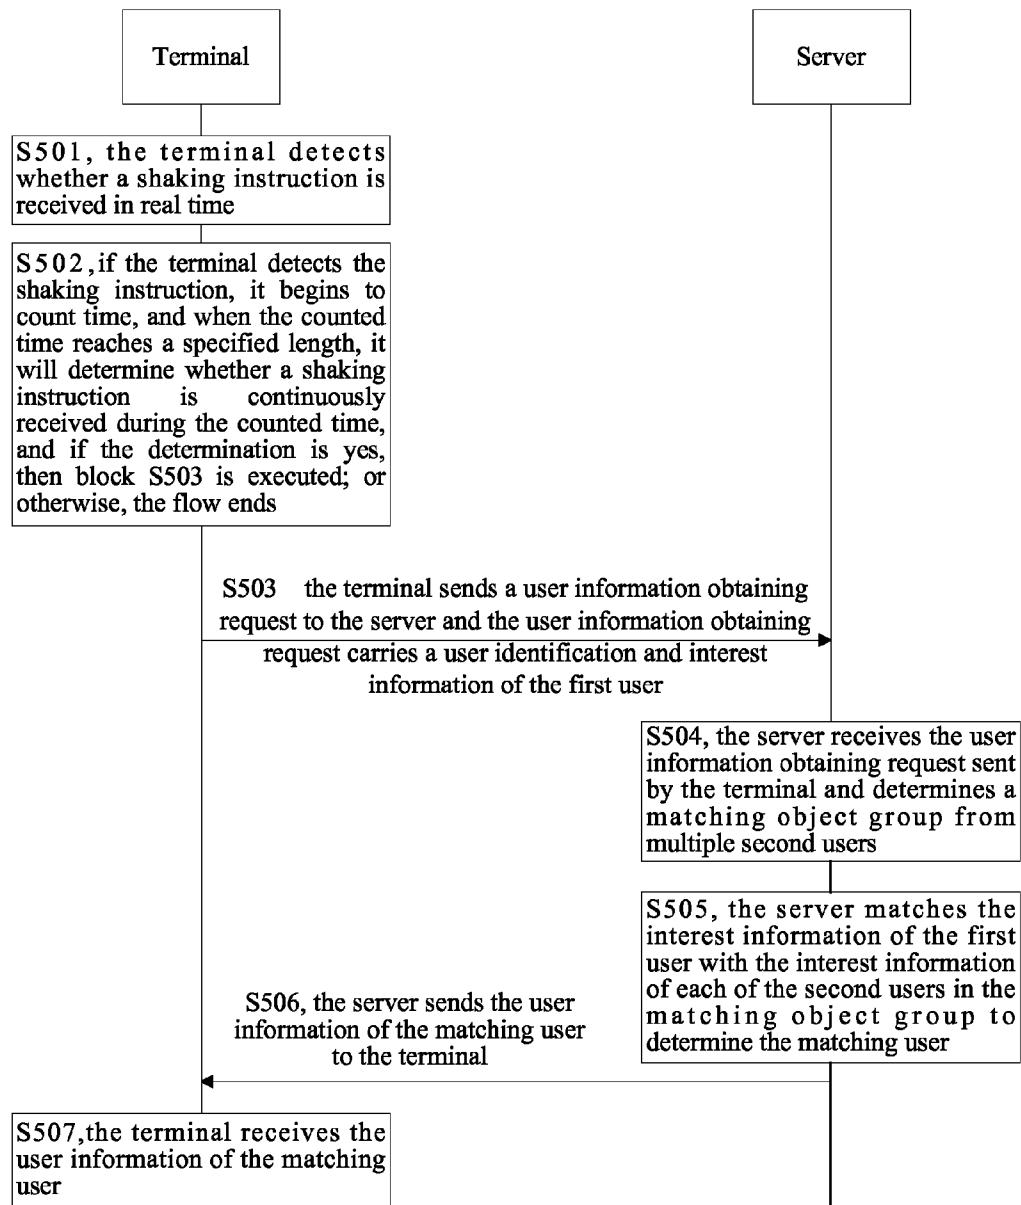 Terminal
Server
S501, the terminal detects
whether a shaking instruction is
received in real time
S502,if the terminal detects the
shaking instruction, it begins to
count time, and when the counted
time reaches a specified length, it
will determine whether a shaking
instruction is continuously
received during the counted time,
and if the determination is yes,
then block S503 is executed; or
otherwise, the flow ends
S503 the terminal sends a user information obtaining
request to the server and the user information obtaining
request carries a user identification and interest
information of the first user
S504, the server receives the user
information obtaining request sent
by the terminal and determines a
matching object group from
multiple second users
S505, the server matches the
interest information of the first
user with the interest information
of each of the second users in the
matching object group to
determine the matching user
S506, the server sends the user
information of the matching user
to the terminal
S507,the terminal receives the
user information of the matching
user